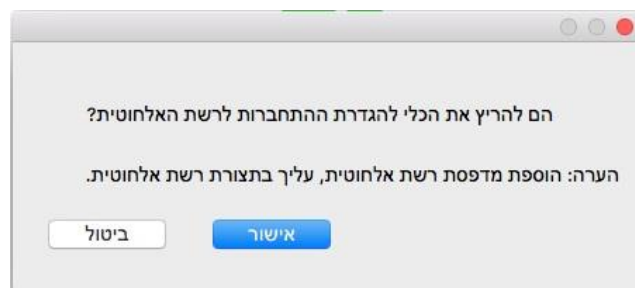 הם להריץ את הכלי להגדרת ההתחברות לרשת האלחוטית?
הערה: הוספת מדפסת רשת אלחוטית, עליך בתצורת רשת אלחוטית.
אישור
ביטול